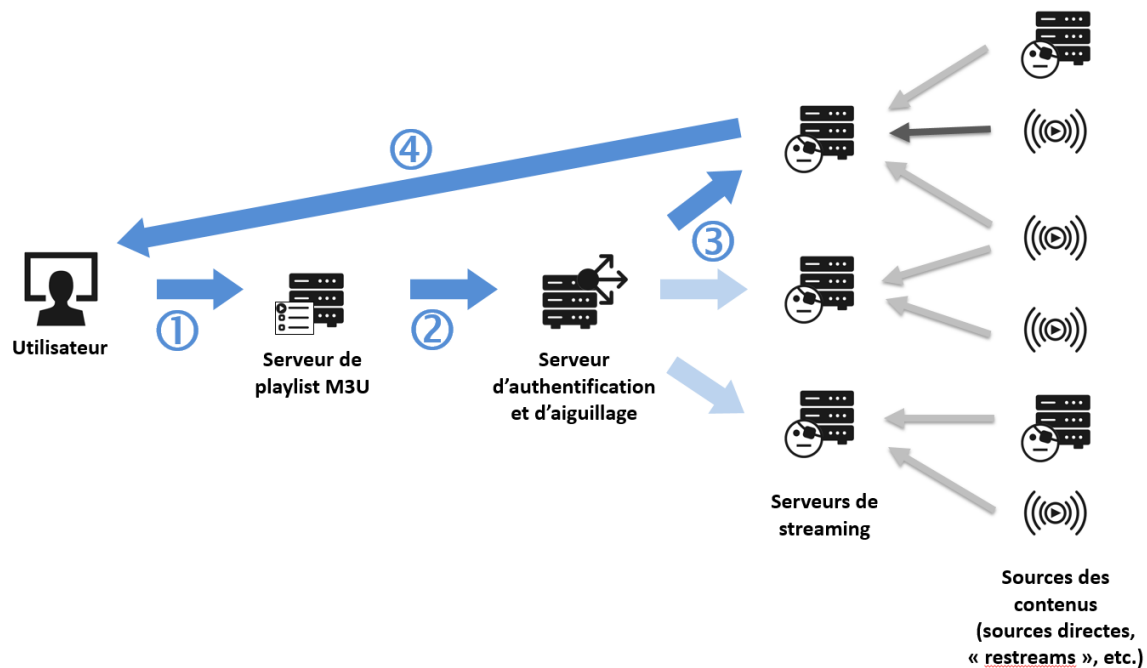 ④
③
①
②
Utilisateur
Serveur de
playlist M3U
Serveur
d'authentification
et d'aiguillage
Serveurs de
streaming
Sources des
contenus
(sources directes,
« restreams », etc.)